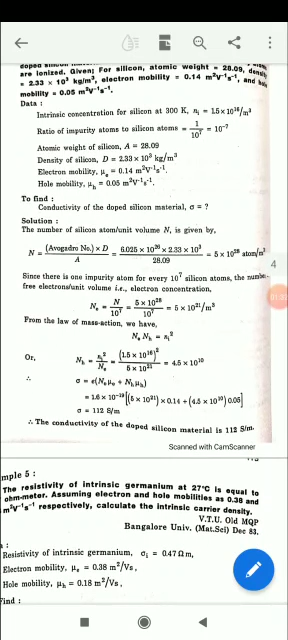 are ionized. Given: For silicon, atomic weight = 28.09, density
= 2.33 × 10³ kg/m³, electron mobility = 0.14 m²V⁻¹s⁻¹, and hole
mobility = 0.05 m²V⁻¹s⁻¹.
Data :
Intrinsic concentration for silicon at 300 K, nᵢ = 1.5×10¹⁶/m³
Ratio of impurity atoms to silicon atoms = 1/10⁷ = 10⁻⁷
Atomic weight of silicon, A = 28.09
Density of silicon, D = 2.33×10³ kg/m³
Electron mobility, μₑ = 0.14 m²V⁻¹s⁻¹.
Hole mobility, μₕ = 0.05 m²V⁻¹s⁻¹.
To find :
Conductivity of the doped silicon material, σ = ?
Solution :
The number of silicon atom/unit volume N, is given by,
N = (Avogadro No.) × D / A = 6.025 × 10²⁶ × 2.33 × 10³ / 28.09 = 5 × 10²⁸ atom/m³
4
Since there is one impurity atom for every 10⁷ silicon atoms, the number
free electrons/unit volume i.e., electron concentration,
Nₑ = N/10⁷ = 5 × 10²⁸/10⁷ = 5 × 10²¹/m³
From the law of mass-action, we have,
Nₑ Nₕ = nᵢ²
Or, Nₕ = nᵢ²/Nₑ = (1.5 × 10¹⁶)²/5 × 10²¹ = 4.5 × 10¹⁰
∴ σ = e(Nₑμₑ + Nₕμₕ)
= 1.6 × 10⁻¹⁹[(5 × 10²¹) × 0.14 + (4.5 × 10¹⁰) 0.05]
σ = 112 S/m
∴ The conductivity of the doped silicon material is 112 S/m.
Scanned with CamScanner
mple 5 :
The resistivity of intrinsic germanium at 27°C is equal to
ohm-meter. Assuming electron and hole mobilities as 0.38 and
m²V⁻¹s⁻¹ respectively, calculate the intrinsic carrier density.
V.T.U. Old MQP
Bangalore Univ. (Mat.Sci) Dec 83.
Resistivity of intrinsic germanium, σᵢ = 0.47 Ω m,
Electron mobility, μₑ = 0.38 m²/Vs,
Hole mobility, μₕ = 0.18 m²/Vs,
Find :